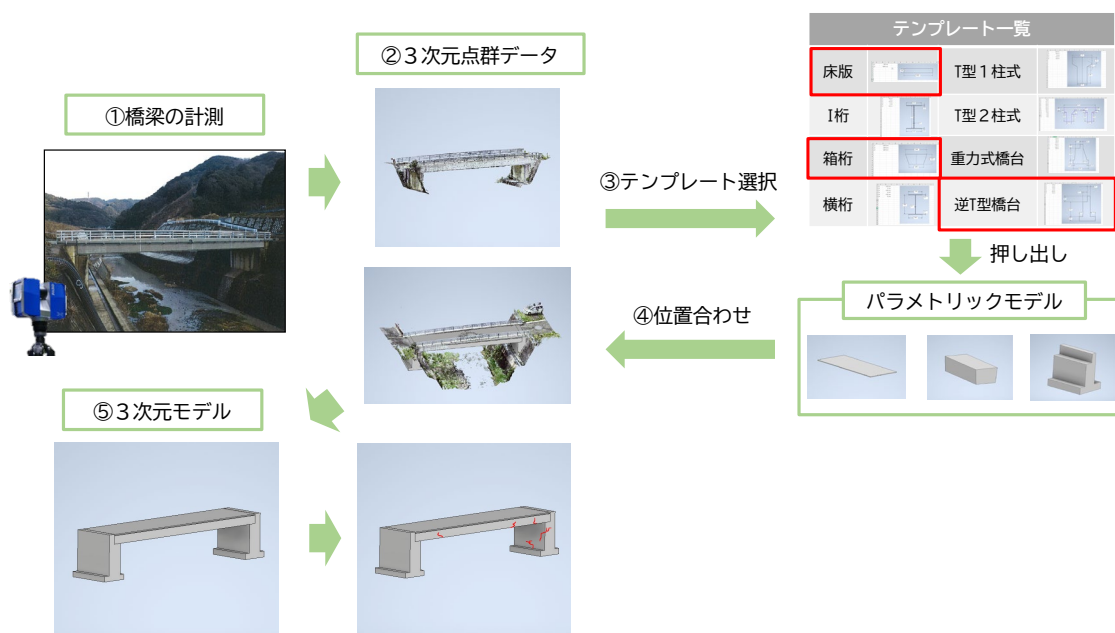 ①橋梁の計測
②３次元点群データ
③テンプレート選択
テンプレート一覧
床版
T型１柱式
I桁
T型２柱式
箱桁
重力式橋台
横桁
逆T型橋台
押し出し
パラメトリックモデル
④位置合わせ
⑤３次元モデル